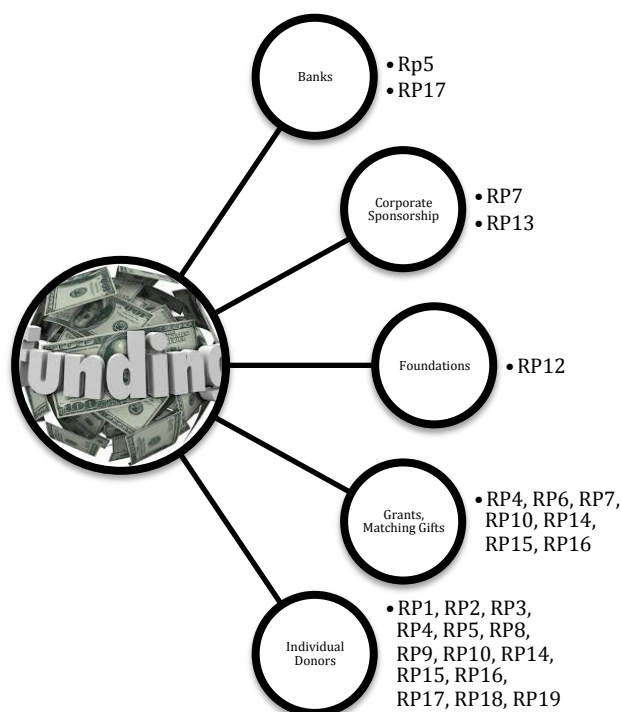 Banks
• Rp5
• RP17
Corporate
Sponsorship
• RP7
• RP13
funding
Foundations
• RP12
Grants,
Matching Gifts
• RP4, RP6, RP7,
RP10, RP14,
RP15, RP16
Individual
Donors
• RP1, RP2, RP3,
RP4, RP5, RP8,
RP9, RP10, RP14,
RP15, RP16,
RP17, RP18, RP19